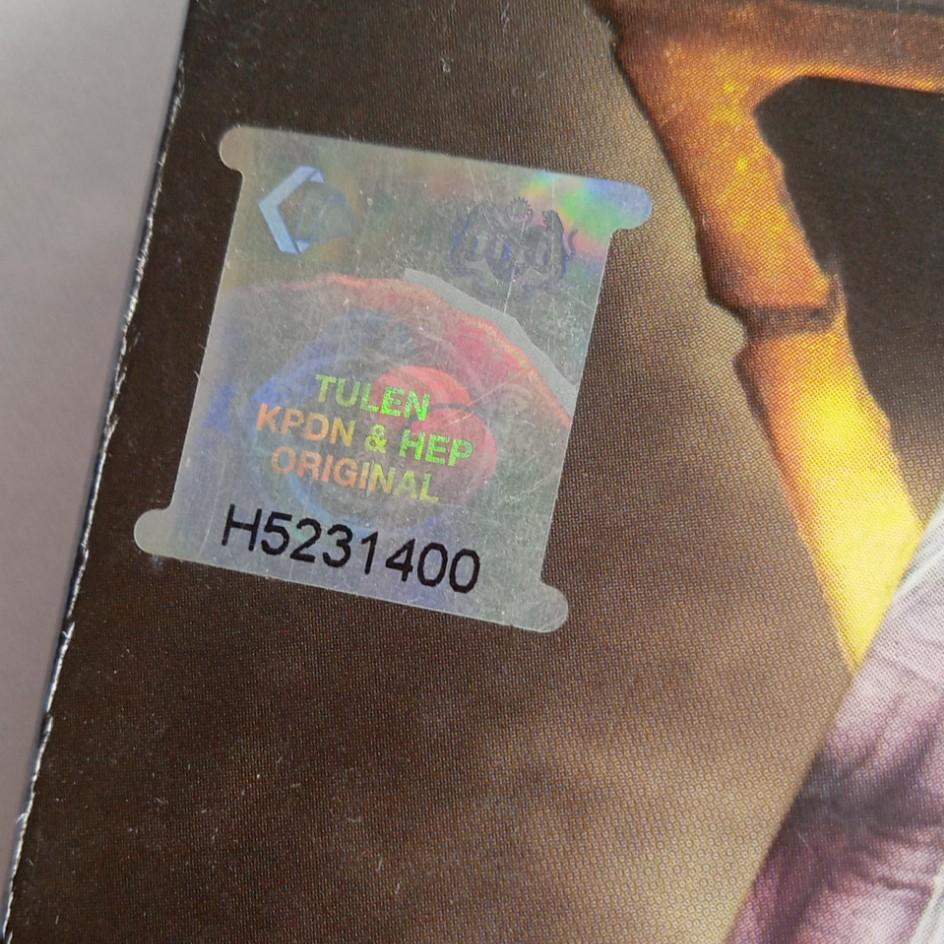 TULEN
KPDN & HEP
ORIGINAL
H5231400